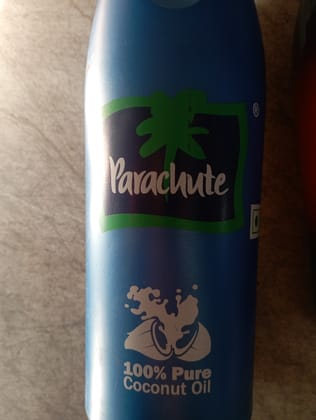 ®
Parachute
100% Pure
Coconut Oil